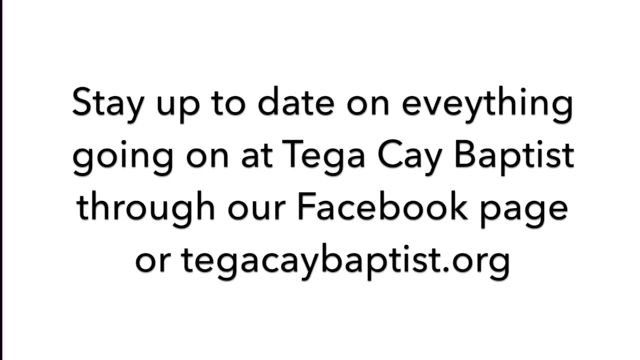 Stay up to date on eveything
going on at Tega Cay Baptist
through our Facebook page
or tegacaybaptist.org